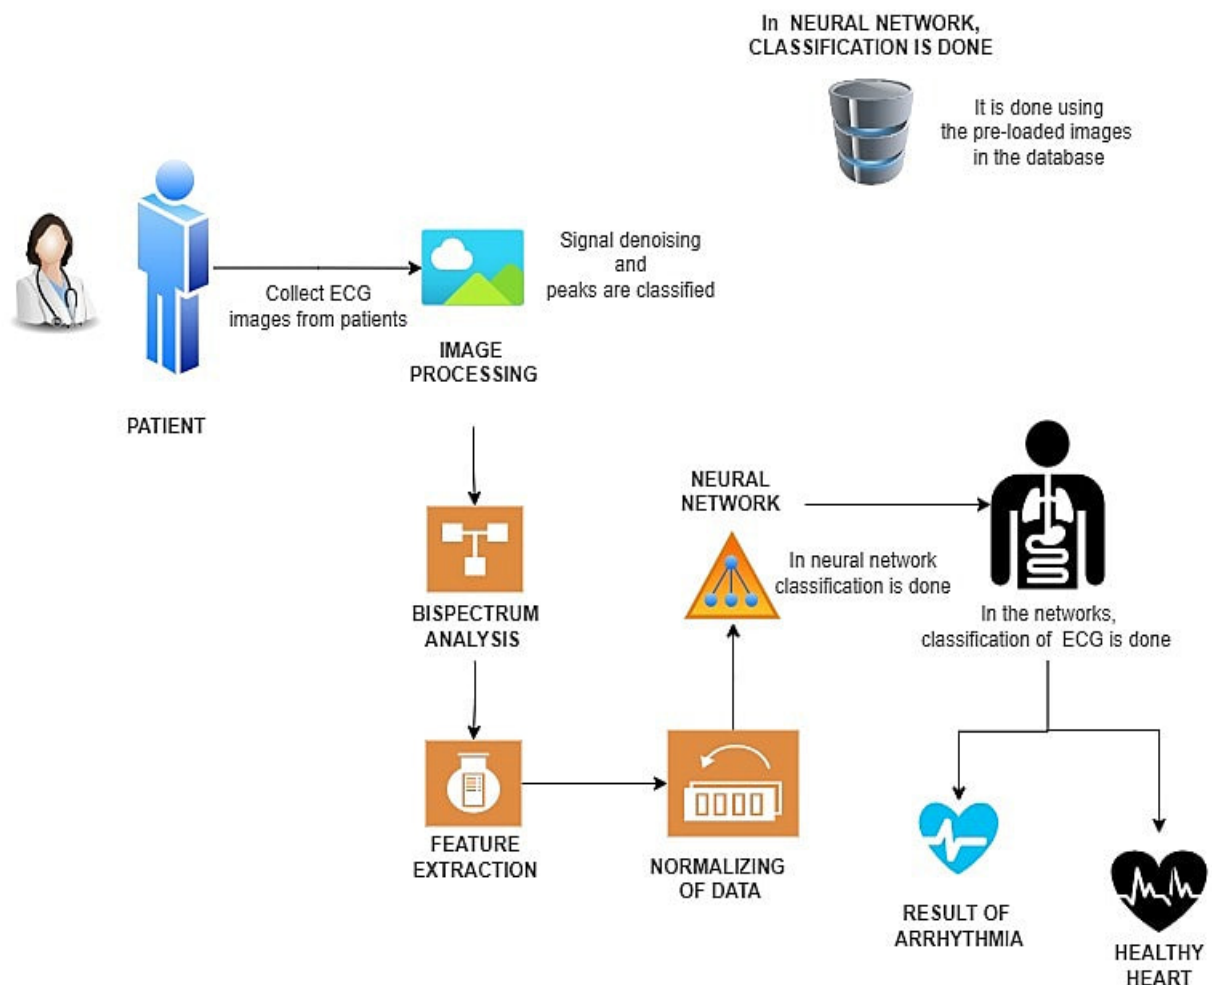 In NEURAL NETWORK,
CLASSIFICATION IS DONE
It is done using
the pre-loaded images
in the database
Signal denoising
and
peaks are classified
Collect ECG
images from patients
IMAGE
PROCESSING
PATIENT
NEURAL
NETWORK
In neural network
classification is done
BISPECTRUM
ANALYSIS
In the networks,
classification of ECG is done
FEATURE
EXTRACTION
NORMALIZING
OF DATA
RESULT OF
ARRHYTHMIA
HEALTHY
HEART